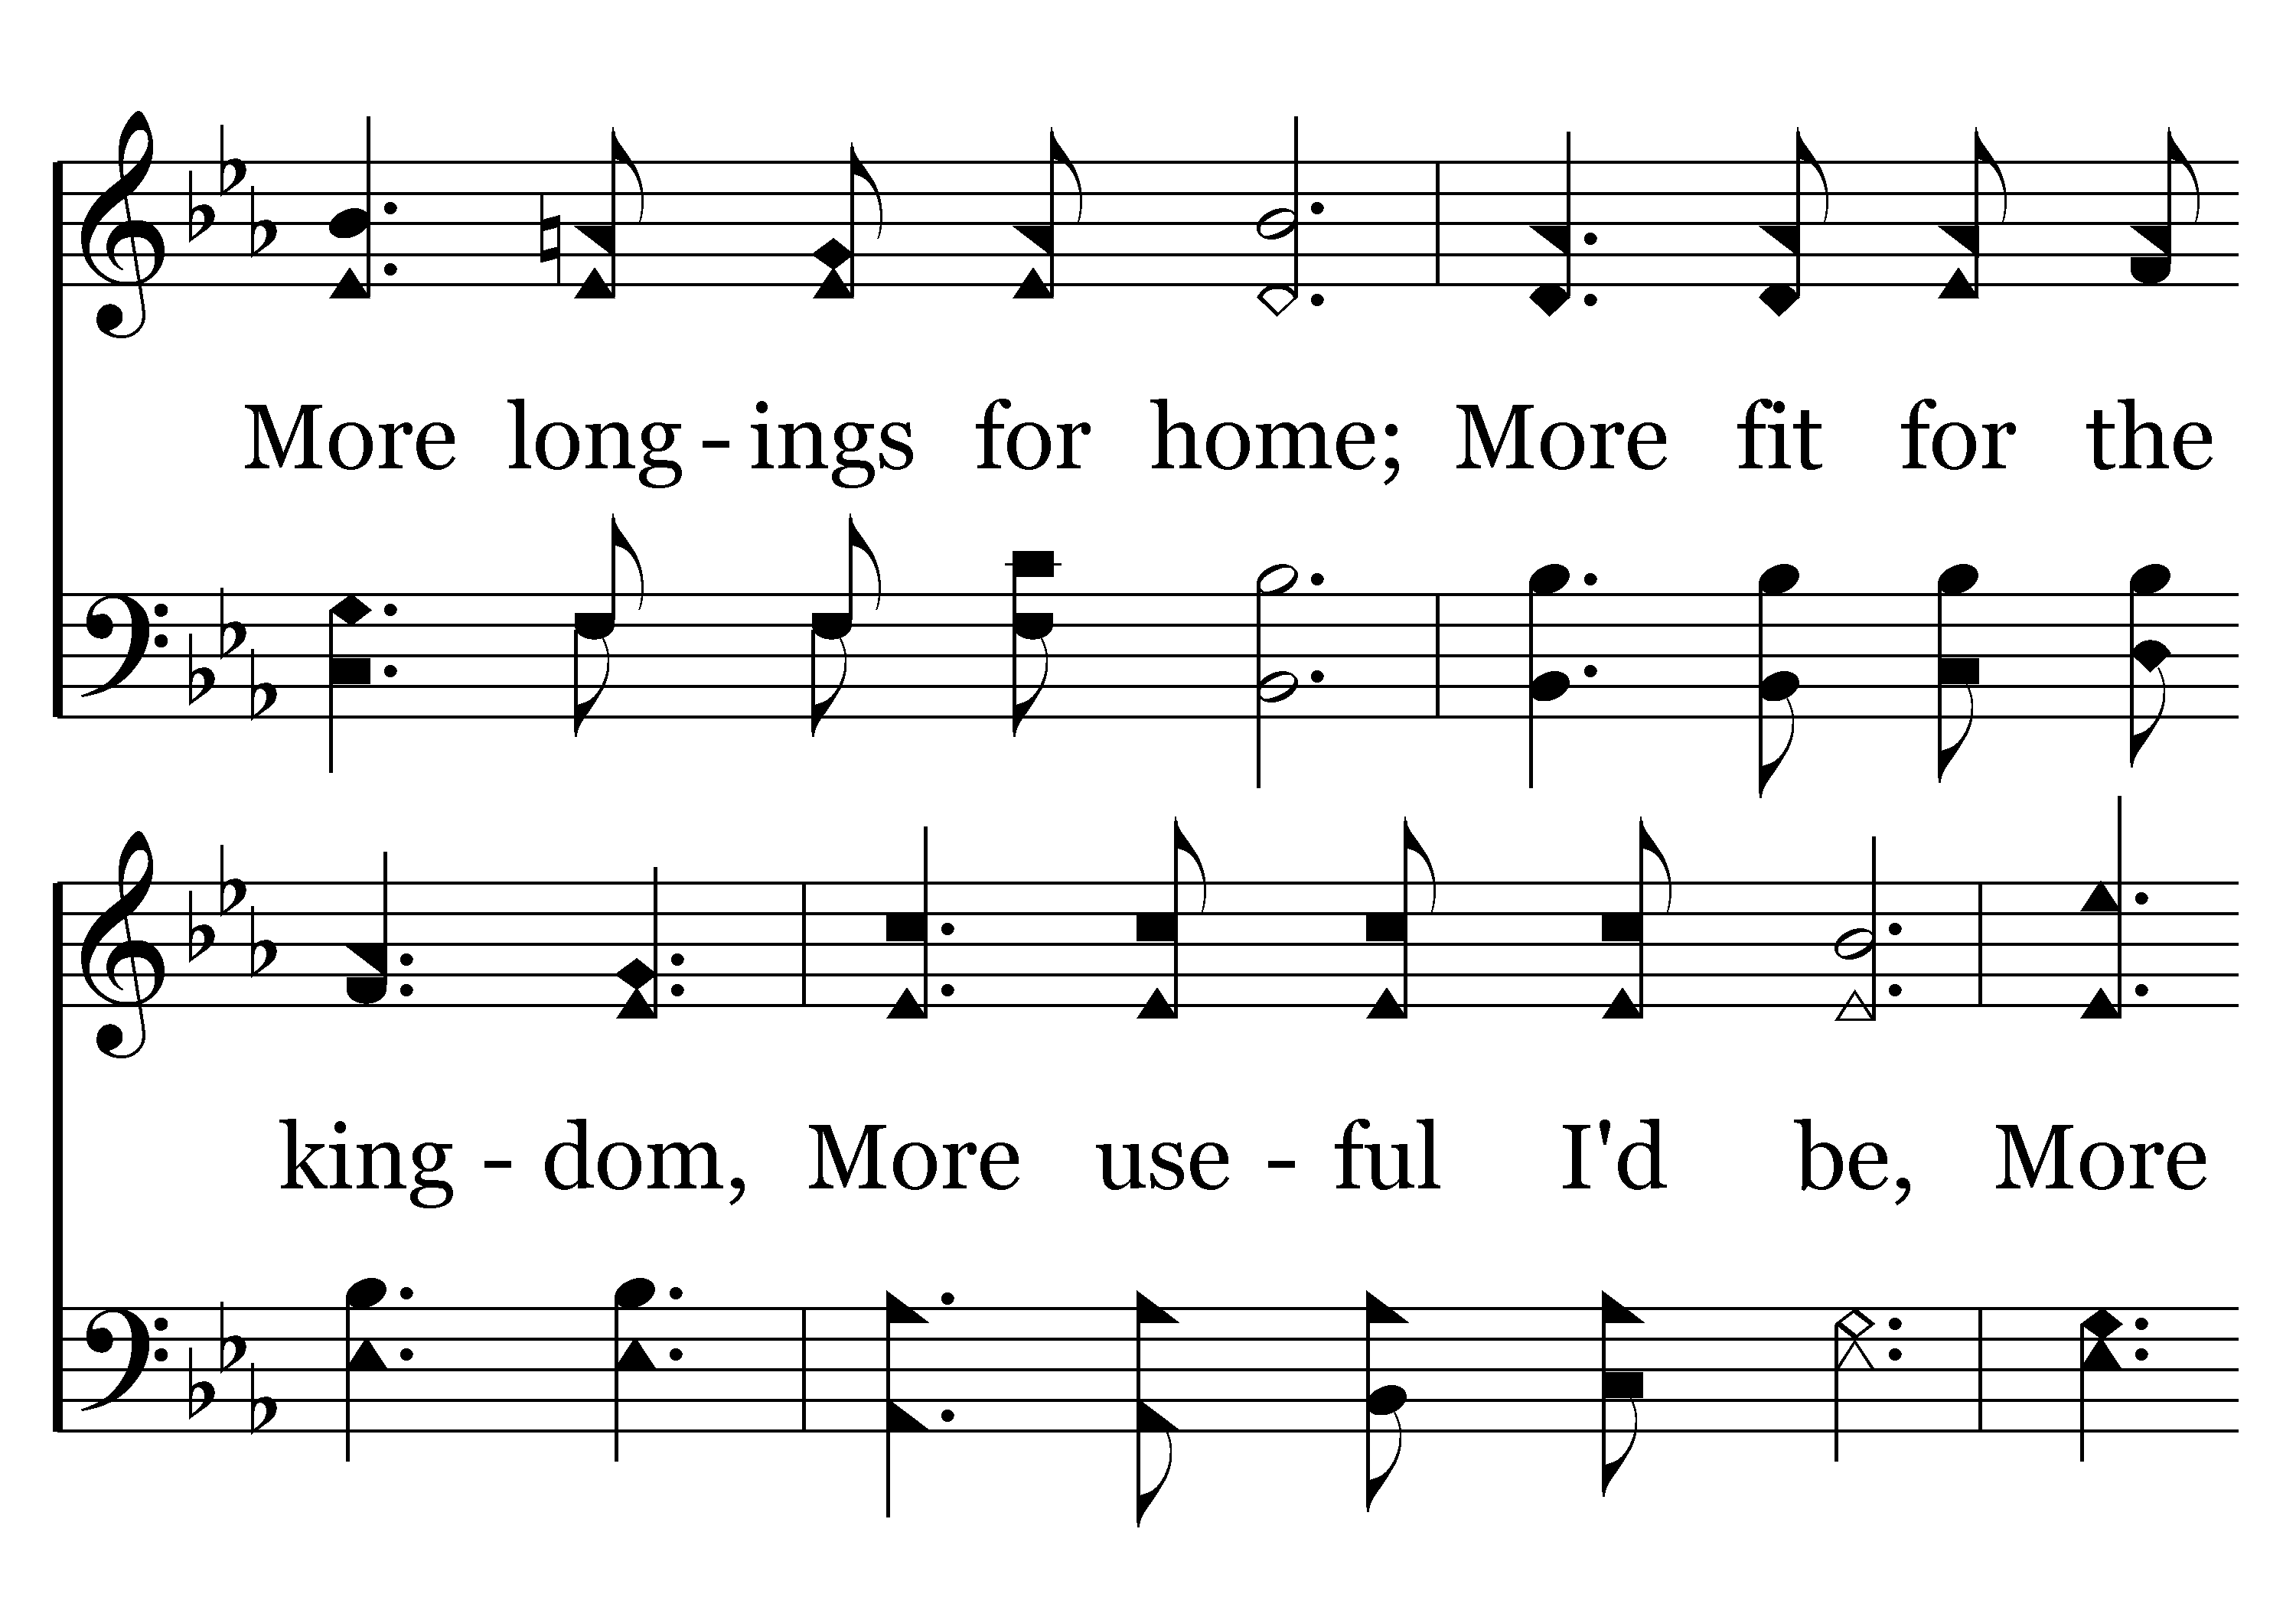 More long - ings for home; More fit for the
king - dom, More use - ful I'd be, More